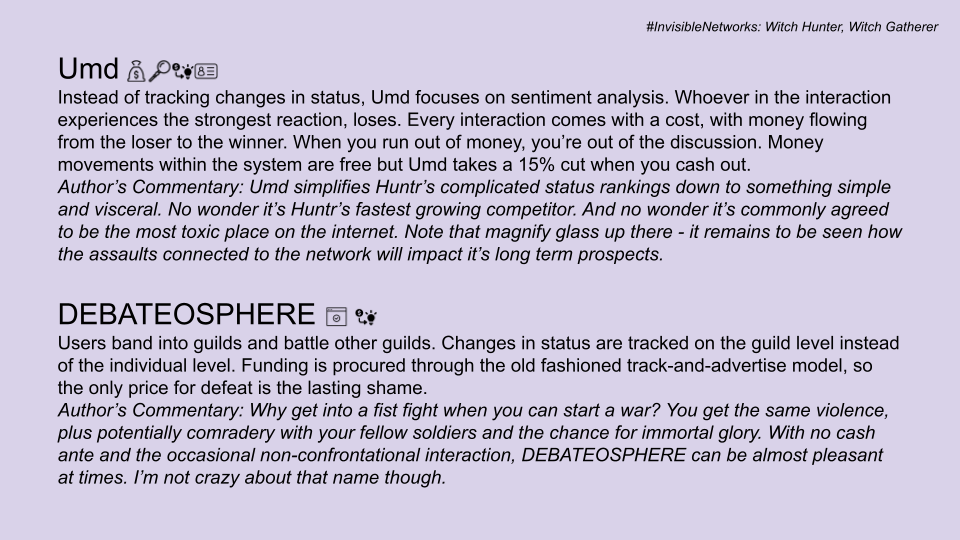 #InvisibleNetworks: Witch Hunter, Witch Gatherer
Umd
Instead of tracking changes in status, Umd focuses on sentiment analysis. Whoever in the interaction
experiences the strongest reaction, loses. Every interaction comes with a cost, with money flowing
from the loser to the winner. When you run out of money, you’re out of the discussion. Money
movements within the system are free but Umd takes a 15% cut when you cash out.
Author’s Commentary: Umd simplifies Huntr’s complicated status rankings down to something simple
and visceral. No wonder it’s Huntr’s fastest growing competitor. And no wonder it’s commonly agreed
to be the most toxic place on the internet. Note that magnify glass up there - it remains to be seen how
the assaults connected to the network will impact it’s long term prospects.
DEBATEOSPHERE
Users band into guilds and battle other guilds. Changes in status are tracked on the guild level instead
of the individual level. Funding is procured through the old fashioned track-and-advertise model, so
the only price for defeat is the lasting shame.
Author’s Commentary: Why get into a fist fight when you can start a war? You get the same violence,
plus potentially comradery with your fellow soldiers and the chance for immortal glory. With no cash
ante and the occasional non-confrontational interaction, DEBATEOSPHERE can be almost pleasant
at times. I’m not crazy about that name though.